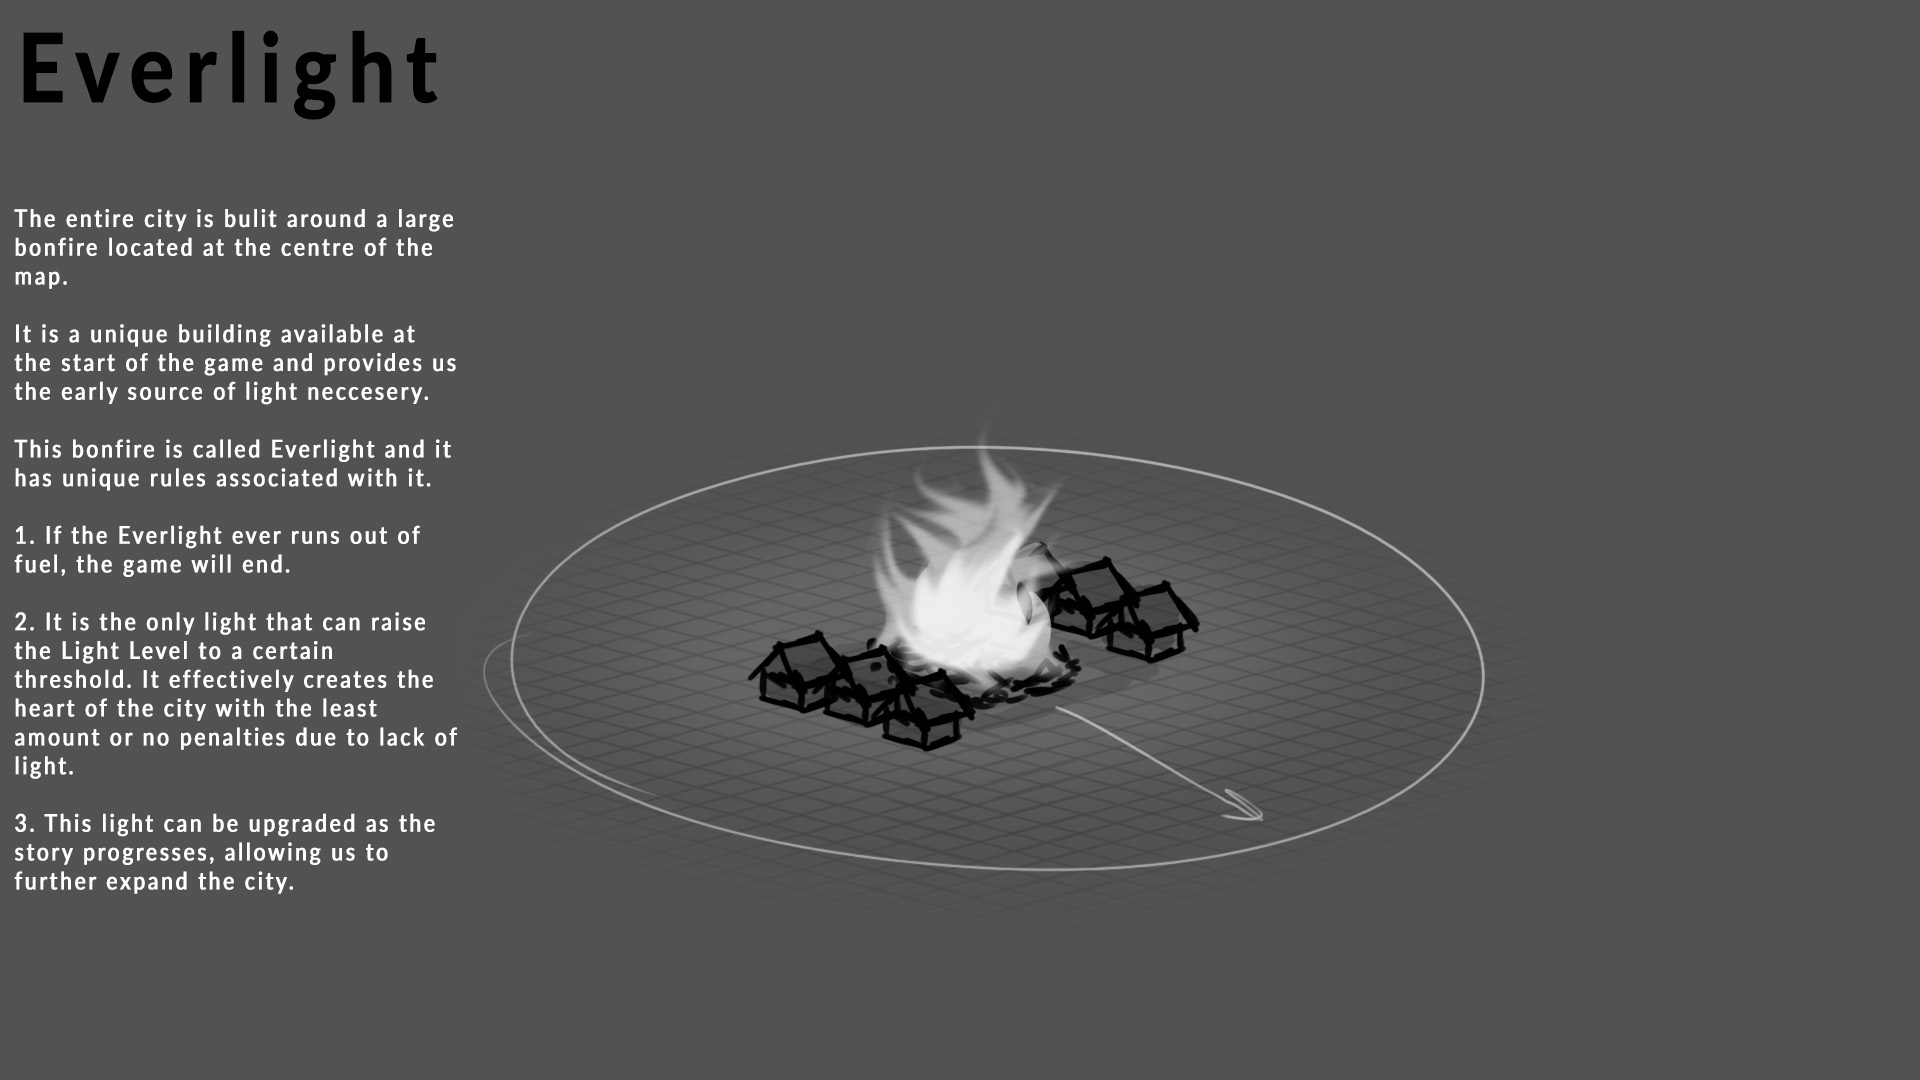 Everlight
The entire city is bulit around a large
bonfire located at the centre of the
map.
It is a unique building available at
the start of the game and provides us
the early source of light neccesery.
This bonfire is called Everlight and it
has unique rules associated with it.
1. If the Everlight ever runs out of
fuel, the game will end.
2. It is the only light that can raise
the Light Level to a certain
threshold. It effectively creates the
heart of the city with the least
amount or no penalties due to lack of
light.
3. This light can be upgraded as the
story progresses, allowing us to
further expand the city.